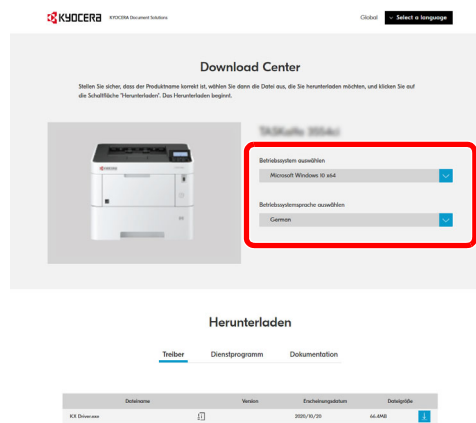 KYOCERA KYOCERA Document Solutions Global Select a language
Download Center
Stellen Sie sicher, dass der Produktname korrekt ist, wählen Sie dann die Datei aus, die Sie herunterladen möchten, und klicken Sie auf
die Schaltfläche "Herunterladen". Das Herunterladen beginnt.
Betriebssystem auswählen
Microsoft Windows 10 x64
Betriebssystemsprache auswählen
German
Herunterladen
Treiber Dienstprogramm Dokumentation
Dateiname Version Erscheinungsdatum Dateigröße
KX Driver.exe 2020/10/20 66.4MB